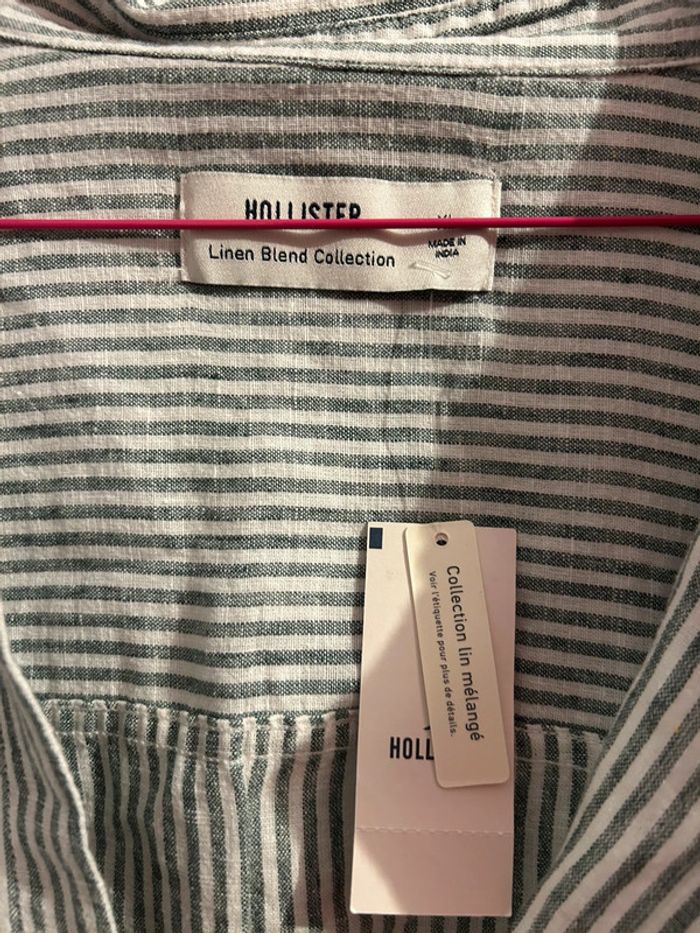 HOLLISTER
MADE IN
INDIA
Linen Blend Collection
Collection lin mélangé
Voir l'étiquette pour plus de détails.
HOLL